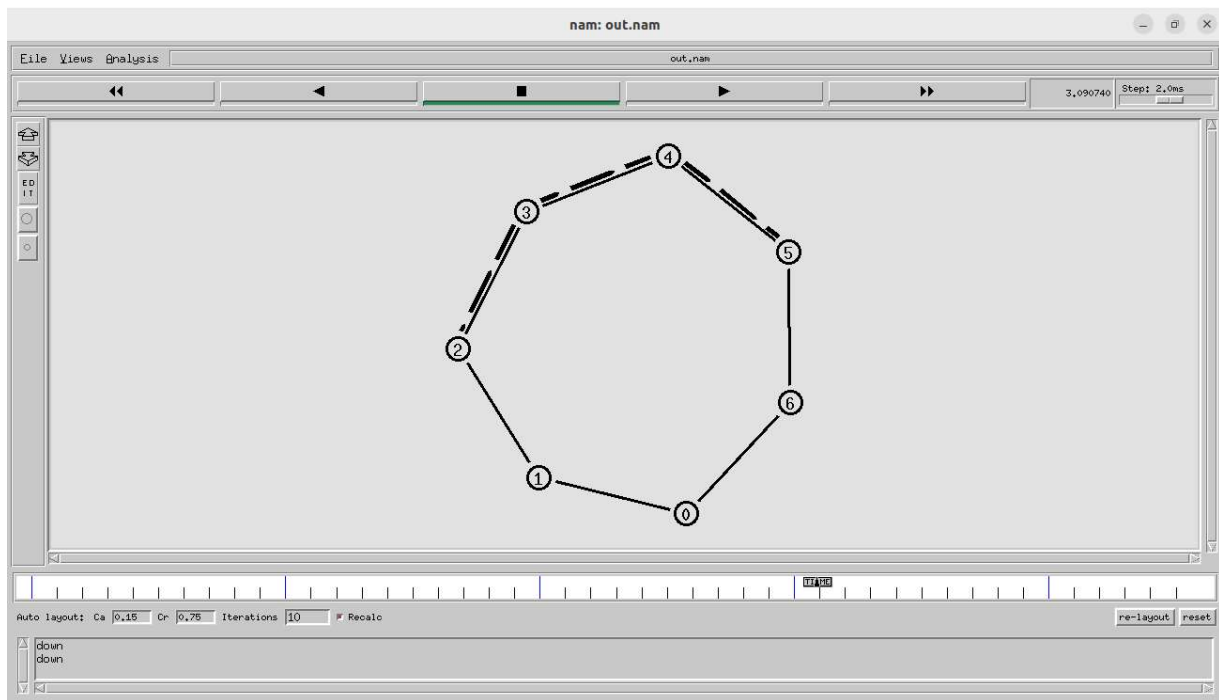 nam: out.nam
File Views Analysis out.nam
3.090740 Step: 2.0ms
4
ED
IT
3
5
2
6
1
0
TIME
Auto layout: Ca 0.15 Cr 0.75 Iterations 10 Recalc re-layout reset
down
down